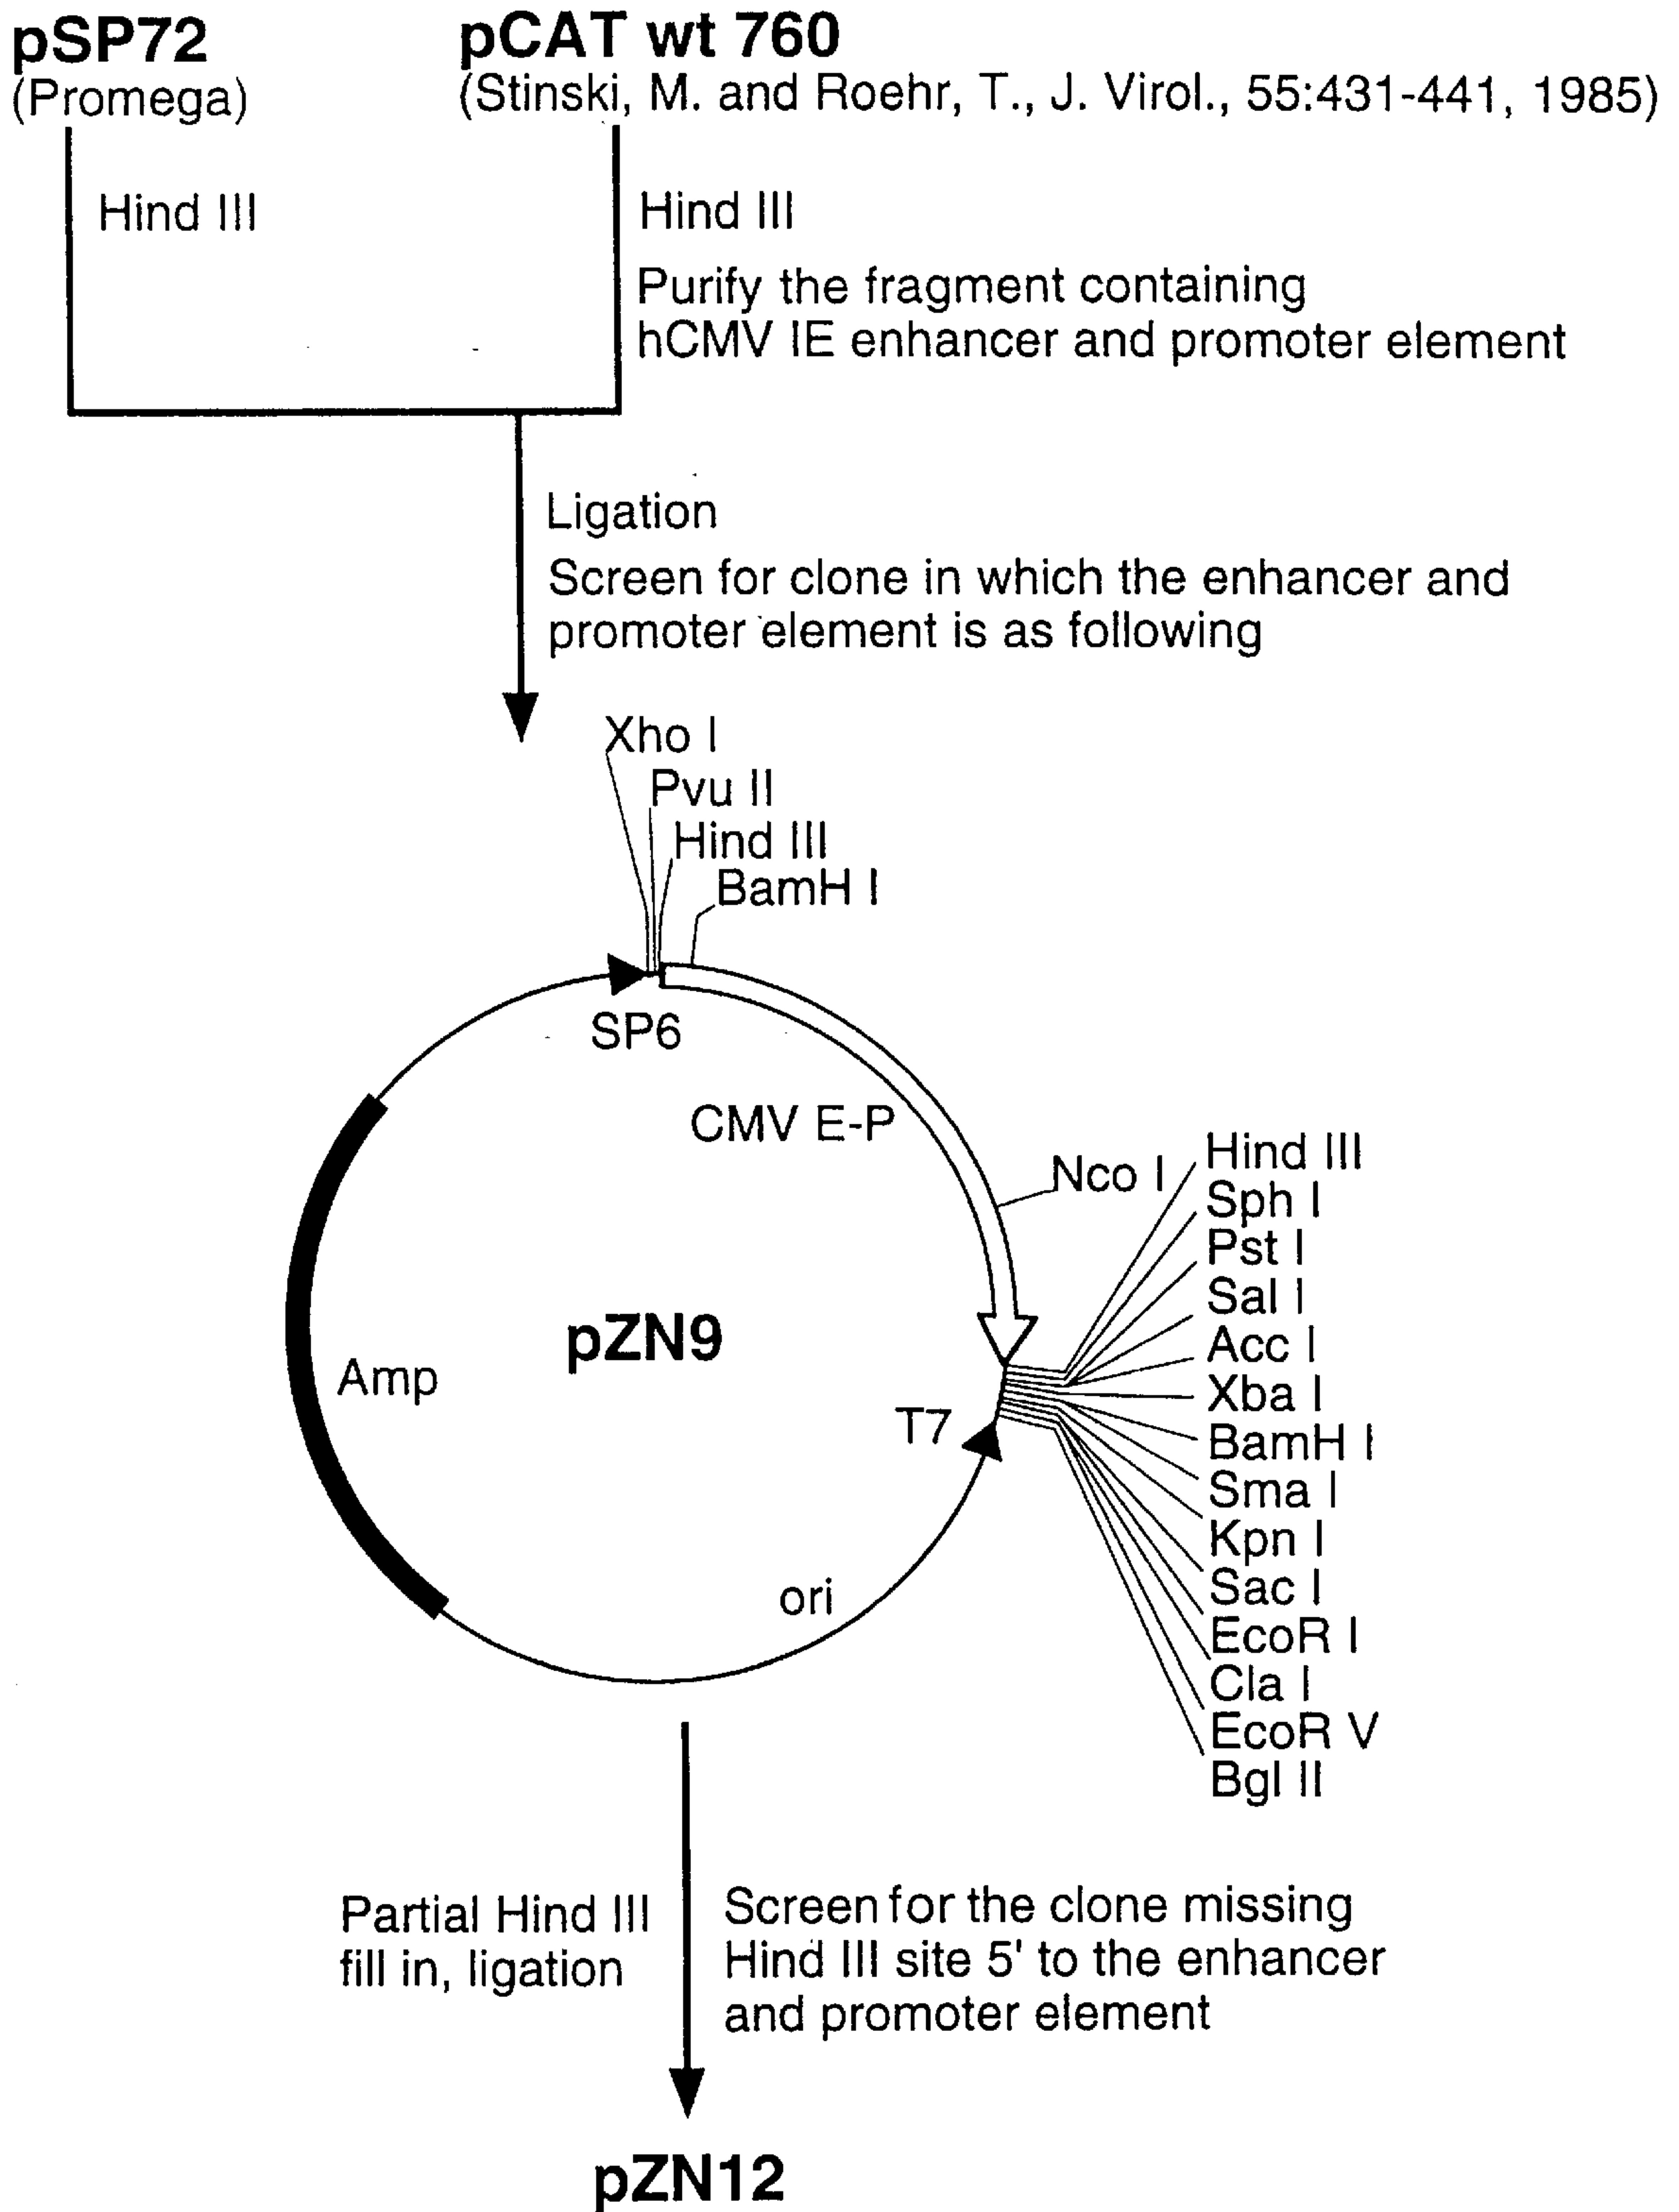 pSP72
(Promega)
pCAT wt 760
(Stinski, M. and Roehr, T., J. Virol., 55:431-441, 1985)
Hind III
Hind III
Purify the fragment containing
hCMV IE enhancer and promoter element
Ligation
Screen for clone in which the enhancer and
promoter element is as following
Xho I
Pvu II
Hind III
BamH I
SP6
CMV E-P
Nco I
Hind III
Sph I
Pst I
Sal I
Acc I
Xba I
BamH I
Sma I
Kpn I
Sac I
EcoR I
Cla I
EcoR V
Bgl II
pZN9
Amp
T7
ori
Partial Hind III
fill in, ligation
Screen for the clone missing
Hind III site 5' to the enhancer
and promoter element
pZN12